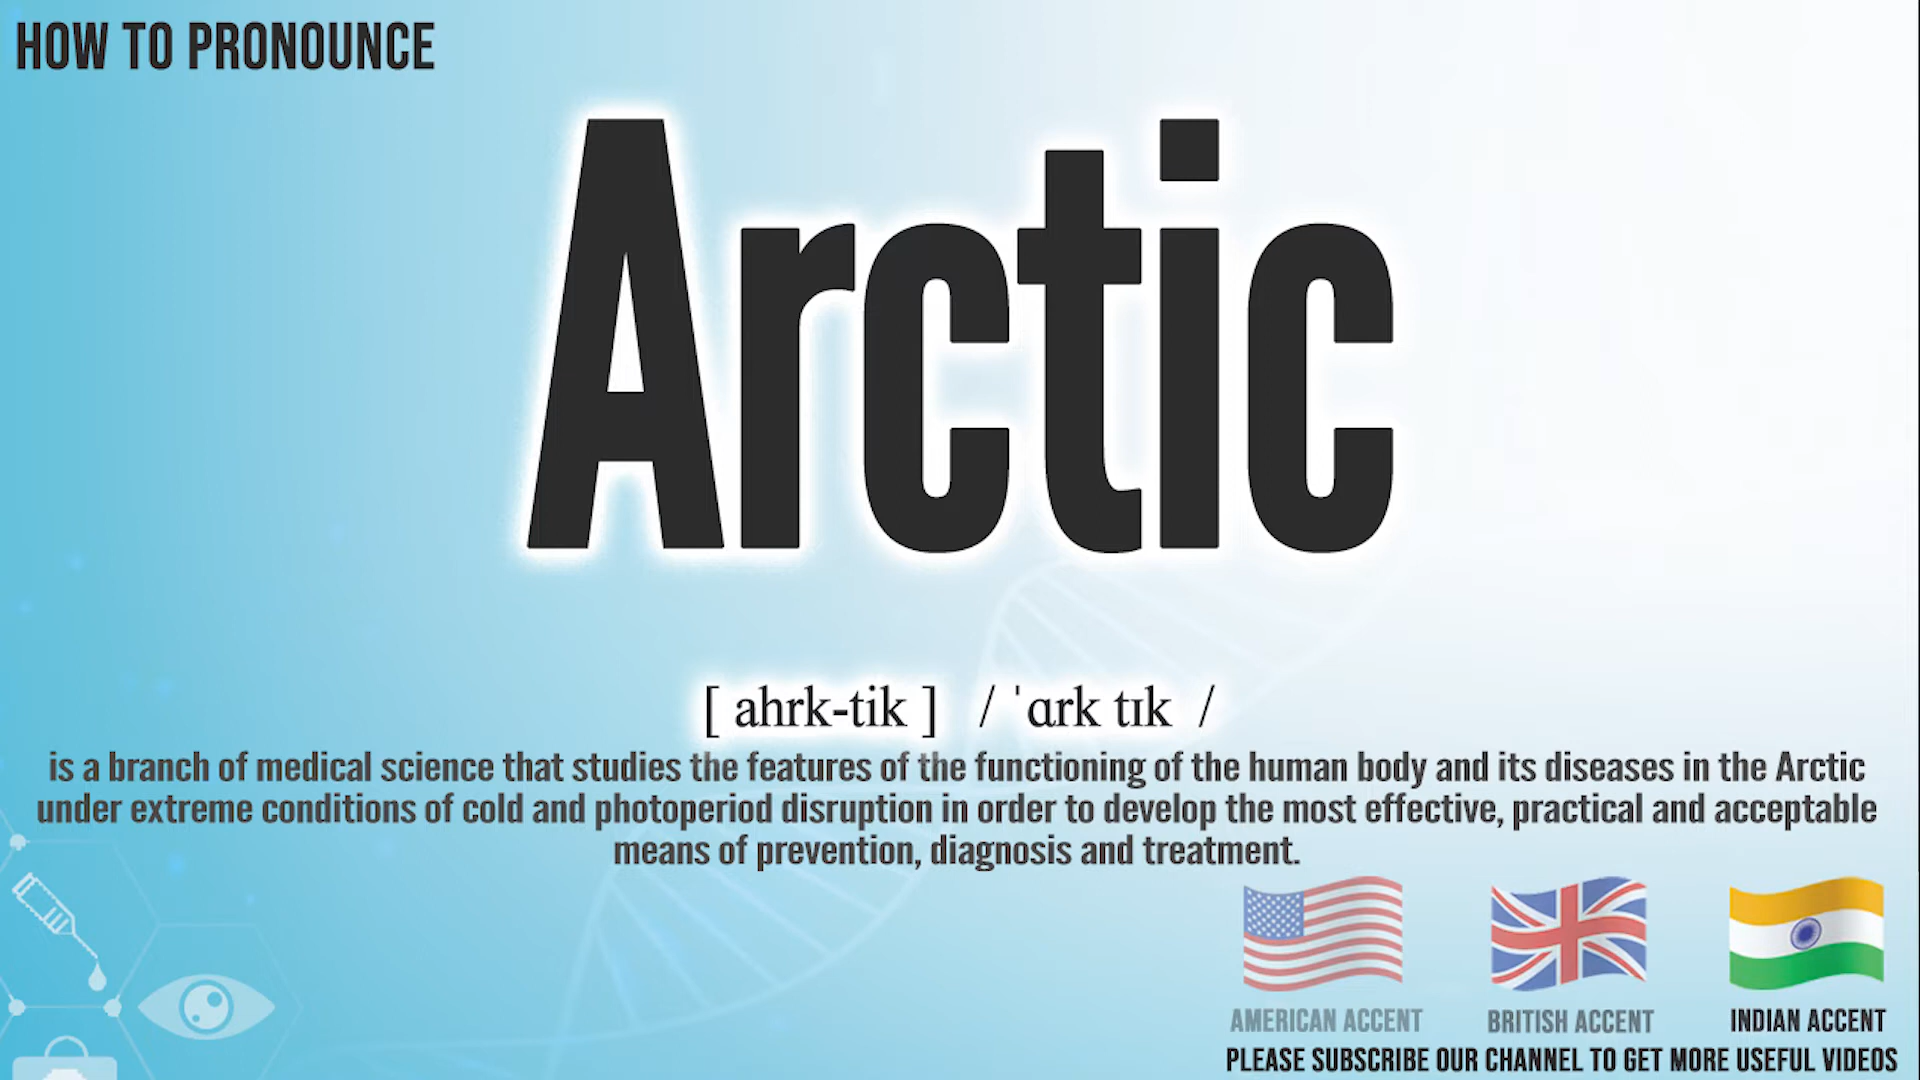 HOW TO PRONOUNCE
Arctic
[ ahrk-tik ] / ˈɑrk tɪk /
is a branch of medical science that studies the features of the functioning of the human body and its diseases in the Arctic
under extreme conditions of cold and photoperiod disruption in order to develop the most effective, practical and acceptable
means of prevention, diagnosis and treatment.
AMERICAN ACCENT BRITISH ACCENT INDIAN ACCENT
PLEASE SUBSCRIBE OUR CHANNEL TO GET MORE USEFUL VIDEOS